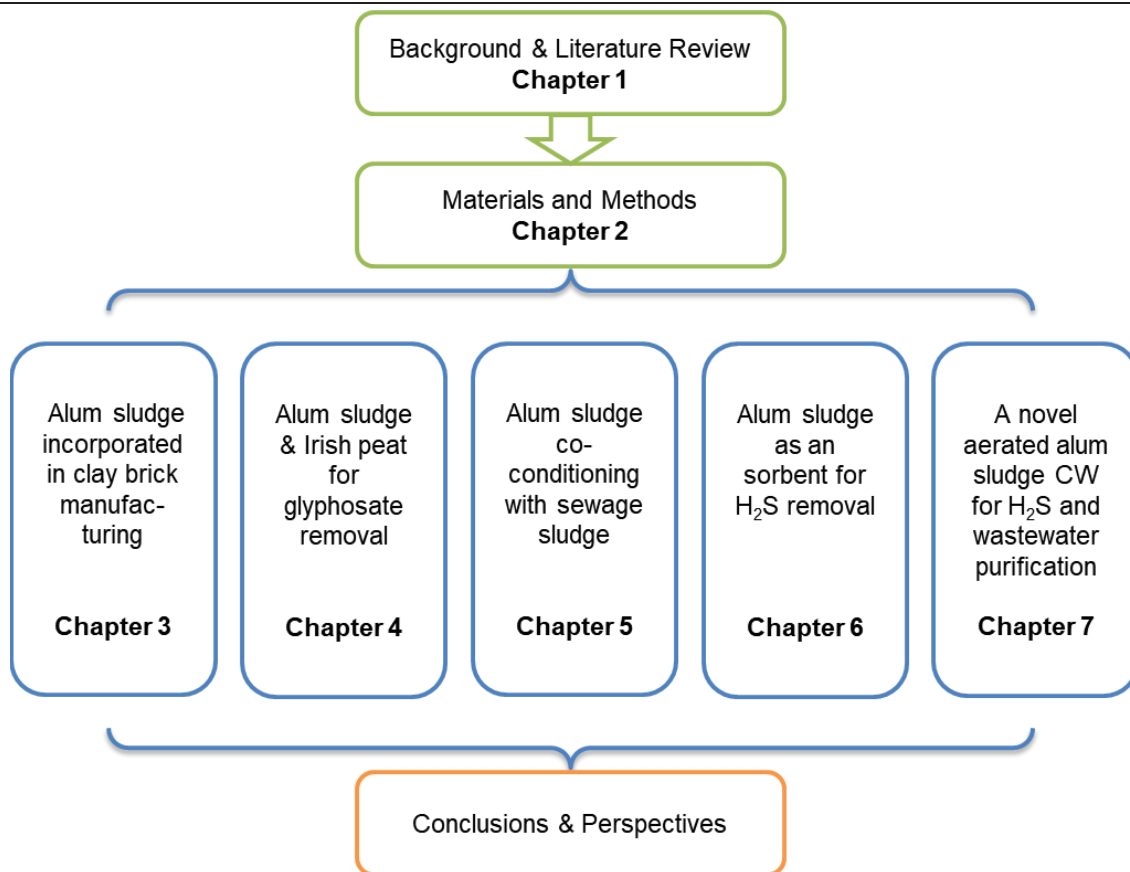 Background & Literature Review
Chapter 1
Materials and Methods
Chapter 2
Alum sludge
incorporated
in clay brick
manufac-
turing
Chapter 3
Alum sludge
& Irish peat
for
glyphosate
removal
Chapter 4
Alum sludge
co-
conditioning
with sewage
sludge
Chapter 5
Alum sludge
as an
sorbent for
H₂S removal
Chapter 6
A novel
aerated alum
sludge CW
for H₂S and
wastewater
purification
Chapter 7
Conclusions & Perspectives